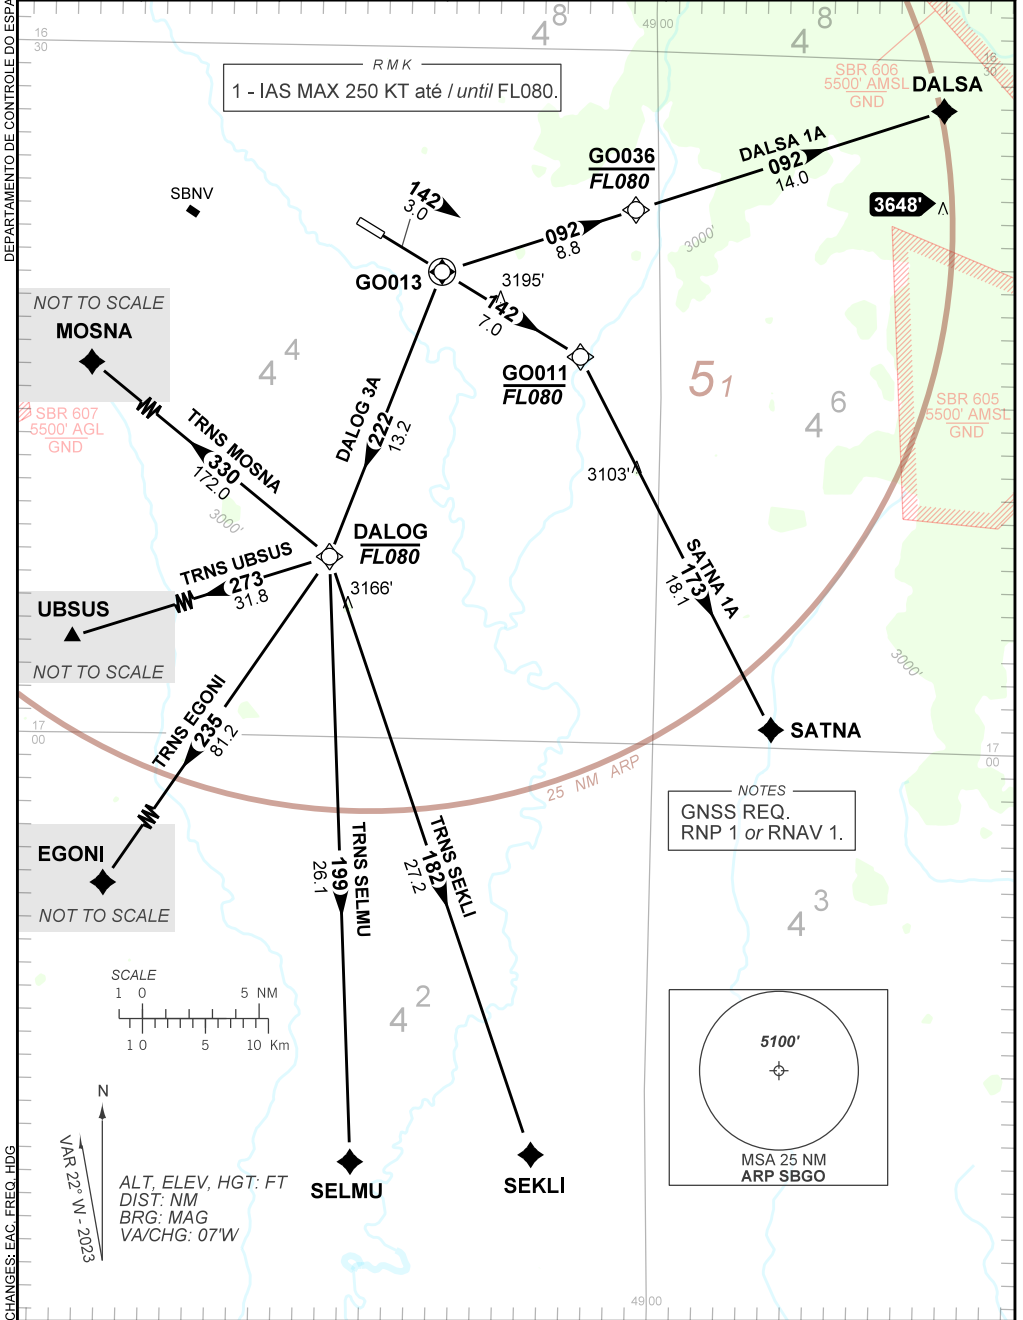 DEPARTAMENTO DE CONTROLE DO ESPA
16
30
4 8
49 00
4 8
16
30
RMK
1 - IAS MAX 250 KT até / until FL080.
SBR 606
5500' AMSL
GND
DALSA
DALSA 1A
092
14.0
GO036
FL080
SBNV
142
3.0
3648'
092
8.8
3000'
GO013
3195'
142
7.0
NOT TO SCALE
MOSNA
4 4
GO011
FL080
5 1
4 6
SBR 605
5500' AMSL
GND
SBR 607
5500' AGL
GND
TRNS MOSNA
330
172.0
DALOG 3A
222
13.2
3103'
3000'
DALOG
FL080
TRNS UBSUS
273
31.8
3166'
SATNA 1A
173
18.1
UBSUS
NOT TO SCALE
3000'
TRNS EGONI
235
81.2
17
00
SATNA
17
00
25 NM ARP
NOTES
GNSS REQ.
RNP 1 or RNAV 1.
EGONI
NOT TO SCALE
TRNS SELMU
199
26.1
TRNS SEKLI
182
27.2
4 3
SCALE
1 0 5 NM
1 0 5 10 Km
4 2
5100'
MSA 25 NM
ARP SBGO
N
VAR 22° W - 2023
ALT, ELEV, HGT: FT
DIST: NM
BRG: MAG
VA/CHG: 07'W
SELMU
SEKLI
49 00
CHANGES: EAC, FREQ, HDG